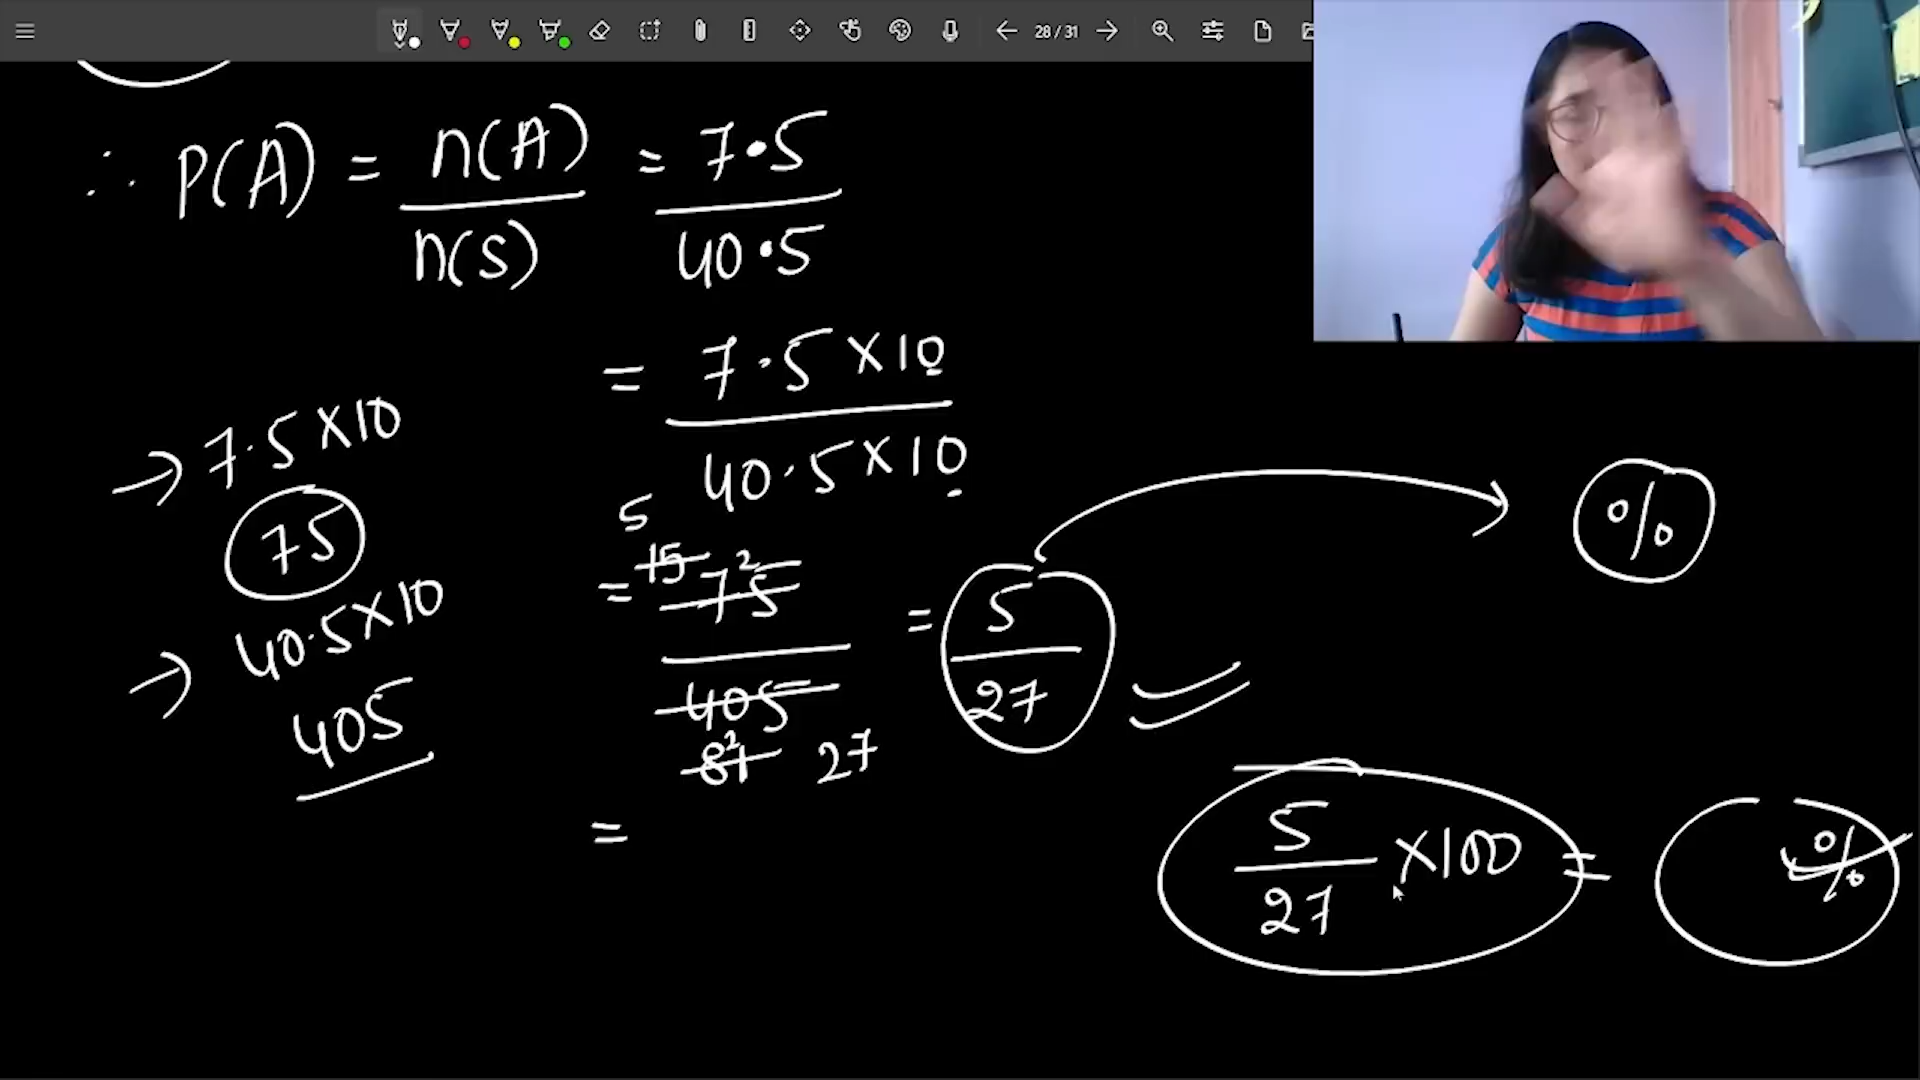 28/31
∴ P(A) = n(A)/n(S) = 7.5/40.5
= 7.5 X 10 / 40.5 X 10
→ 7.5 X 10
75
→ 40.5 X 10
405
5
15
= 75/405 = 5/27
81 27
=
%
5/27 X 100 = %